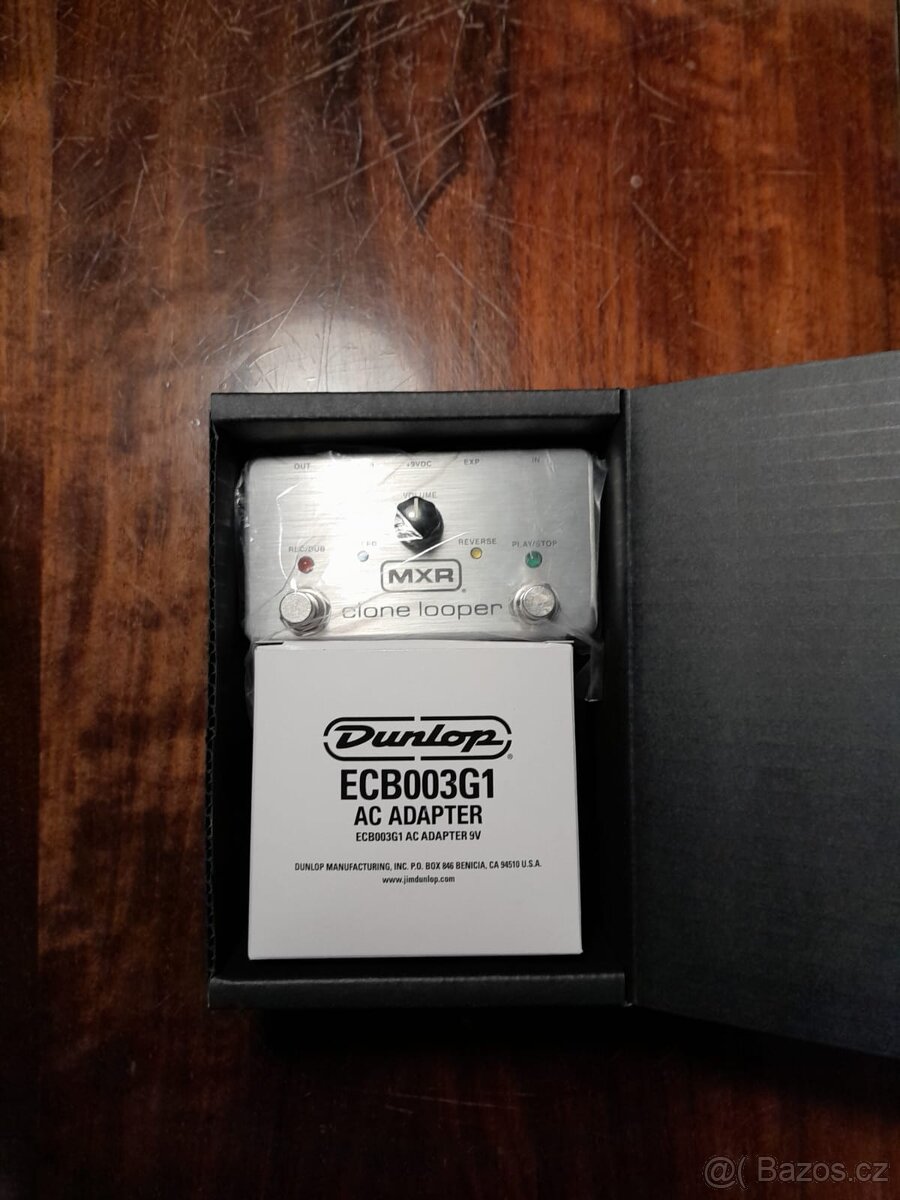 OUT +9VDC EXP IN
VOLUME
REC/DUB REVERSE PLAY/STOP
MXR
clone looper
Dunlop®
ECB003G1
AC ADAPTER
ECB003G1 AC ADAPTER 9V
DUNLOP MANUFACTURING, INC. P.O. BOX 846 BENICIA, CA 94510 U.S.A.
www.jimdunlop.com
@( Bazos.cz